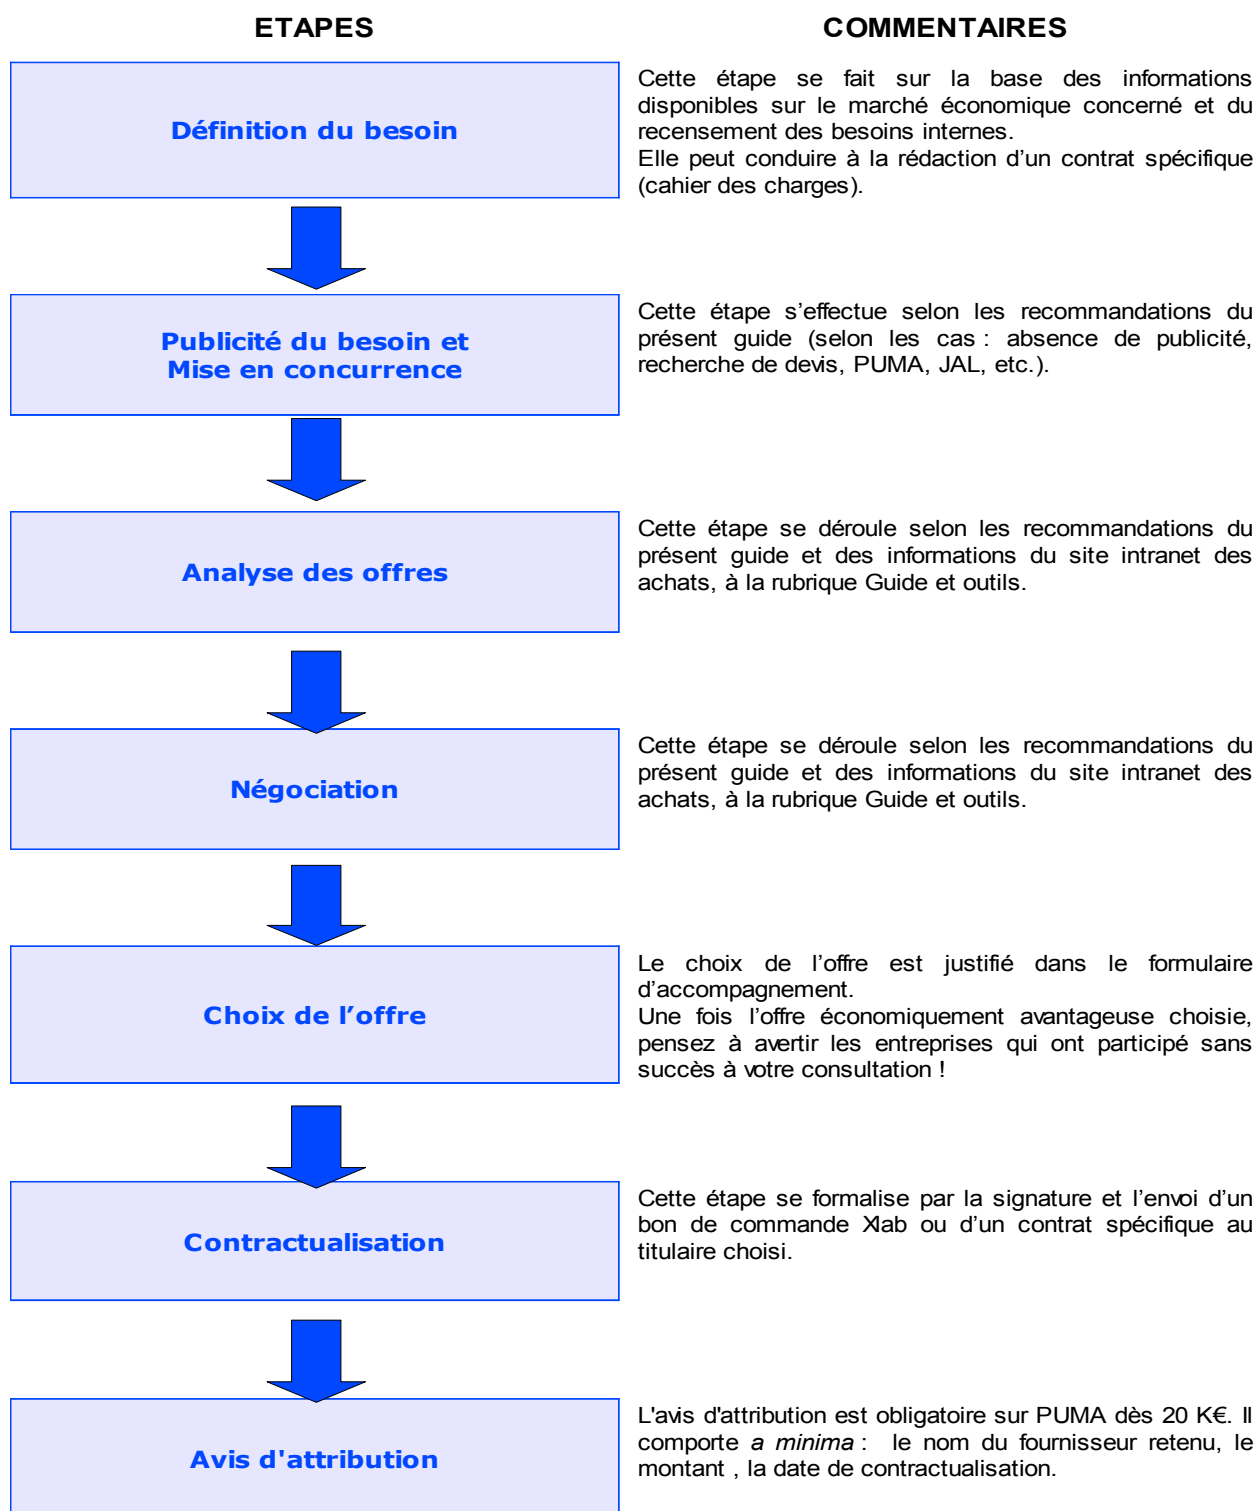 ETAPES
COMMENTAIRES
Définition du besoin
Cette étape se fait sur la base des informations
disponibles sur le marché économique concerné et du
recensement des besoins internes.
Elle peut conduire à la rédaction d’un contrat spécifique
(cahier des charges).
Publicité du besoin et
Mise en concurrence
Cette étape s’effectue selon les recommandations du
présent guide (selon les cas : absence de publicité,
recherche de devis, PUMA, JAL, etc.).
Analyse des offres
Cette étape se déroule selon les recommandations du
présent guide et des informations du site intranet des
achats, à la rubrique Guide et outils.
Négociation
Cette étape se déroule selon les recommandations du
présent guide et des informations du site intranet des
achats, à la rubrique Guide et outils.
Choix de l’offre
Le choix de l’offre est justifié dans le formulaire
d’accompagnement.
Une fois l’offre économiquement avantageuse choisie,
pensez à avertir les entreprises qui ont participé sans
succès à votre consultation !
Contractualisation
Cette étape se formalise par la signature et l’envoi d’un
bon de commande Xlab ou d’un contrat spécifique au
titulaire choisi.
Avis d'attribution
L'avis d'attribution est obligatoire sur PUMA dès 20 K€. Il
comporte a minima : le nom du fournisseur retenu, le
montant , la date de contractualisation.